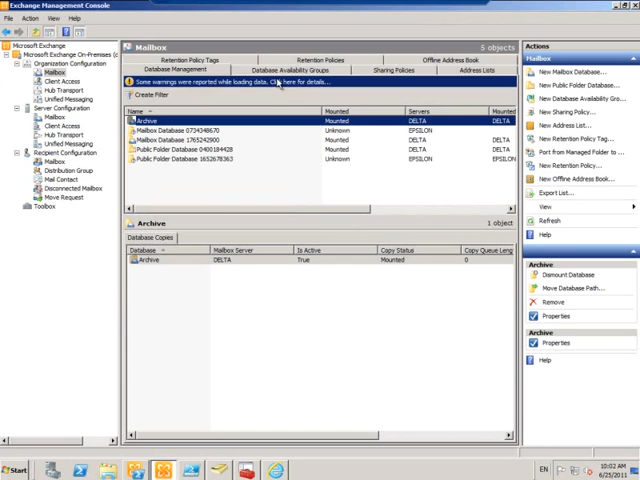 Exchange Management Console
File Action View Help
Microsoft Exchange
Microsoft Exchange On-Premises (
Organization Configuration
Mailbox
Client Access
Hub Transport
Unified Messaging
Server Configuration
Mailbox
Client Access
Hub Transport
Unified Messaging
Recipient Configuration
Mailbox
Distribution Group
Mail Contact
Disconnected Mailbox
Move Request
Toolbox
Mailbox 5 objects
Retention Policy Tags Retention Policies Offline Address Book
Database Management Database Availability Groups Sharing Policies Address Lists
Some warnings were reported while loading data. Click here for details...
Create Filter
Name Mounted Servers Mounted
Archive Mounted DELTA DELTA
Mailbox Database 0734348670 Unknown EPSILON
Mailbox Database 1765242900 Mounted DELTA DELTA
Public Folder Database 0400184428 Mounted DELTA DELTA
Public Folder Database 1652678363 Unknown EPSILON EPSILON
Archive 1 object
Database Copies
Database Mailbox Server Is Active Copy Status Copy Queue Leng
Archive DELTA True Mounted 0
Actions
Mailbox
New Mailbox Database...
New Public Folder Database...
New Database Availability Gro...
New Sharing Policy...
New Address List...
New Retention Policy Tag...
Port from Managed Folder to ...
New Retention Policy...
New Offline Address Book...
Export List...
View
Refresh
Help
Archive
Dismount Database
Move Database Path...
Remove
Properties
Archive
Properties
Help
Start
EN
10:02 AM
6/25/2011